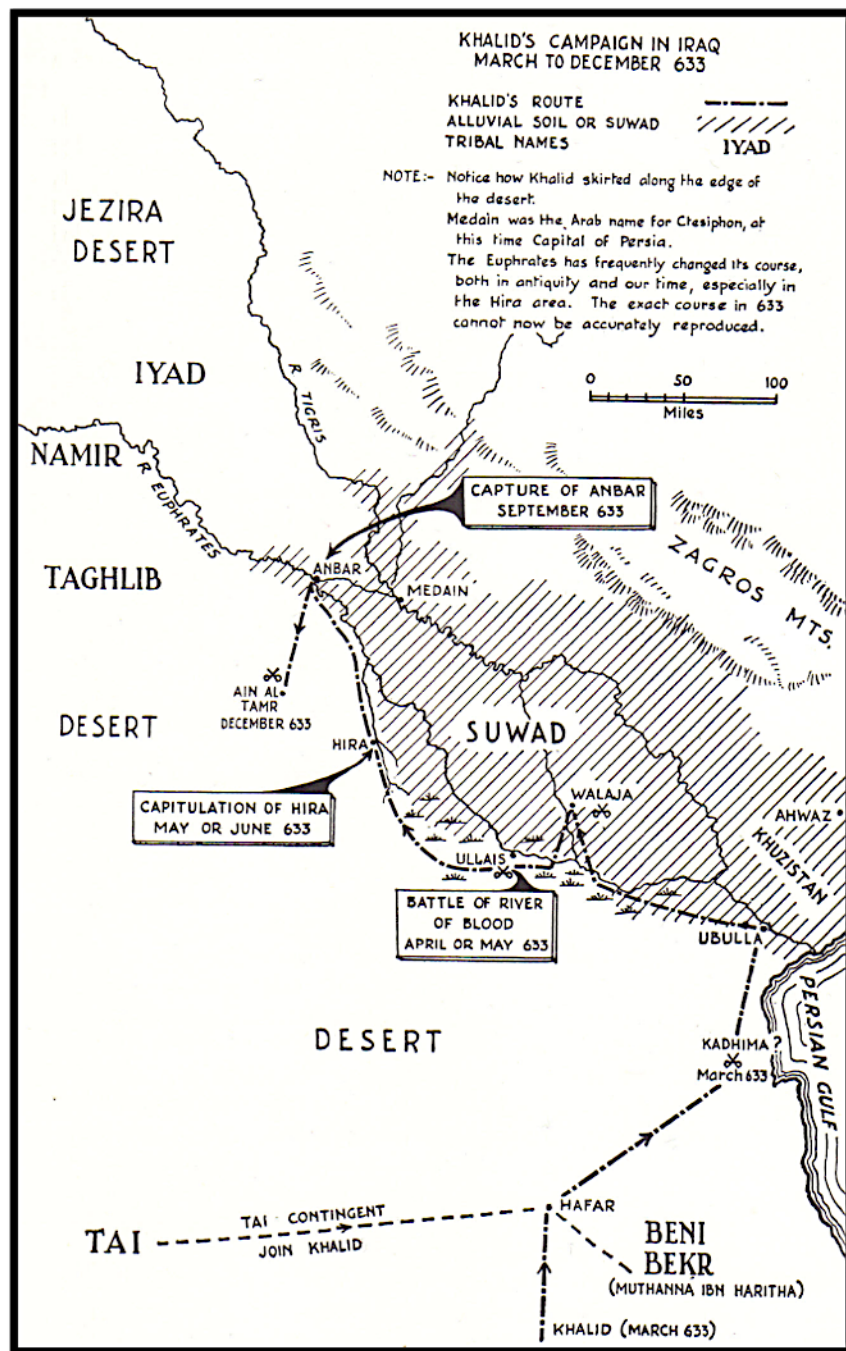 KHALID'S CAMPAIGN IN IRAQ
MARCH TO DECEMBER 633
KHALID'S ROUTE
ALLUVIAL SOIL OR SUWAD
TRIBAL NAMES IYAD
NOTE:- Notice how Khalid skirted along the edge of
the desert.
Medain was the Arab name for Ctesiphon, at
this time Capital of Persia.
The Euphrates has frequently changed its course,
both in antiquity and our time, especially in
the Hira area. The exact course in 633
cannot now be accurately reproduced.
JEZIRA
DESERT
IYAD
R TIGRIS
0 50 100
Miles
NAMIR
R EUPHRATES
CAPTURE OF ANBAR
SEPTEMBER 633
ZAGROS MTS.
ANBAR
TAGHLIB
MEDAIN
AIN AL
TAMR
DECEMBER 633
DESERT
HIRA
SUWAD
CAPITULATION OF HIRA
MAY OR JUNE 633
WALAJA
AHWAZ
KHUZISTAN
ULLAIS
BATTLE OF RIVER
OF BLOOD
APRIL OR MAY 633
UBULLA
DESERT
KADHIMA ?
March 633
PERSIAN GULF
HAFAR
TAI
TAI CONTINGENT
JOIN KHALID
BENI
BEKR
(MUTHANNA IBN HARITHA)
KHALID (MARCH 633)